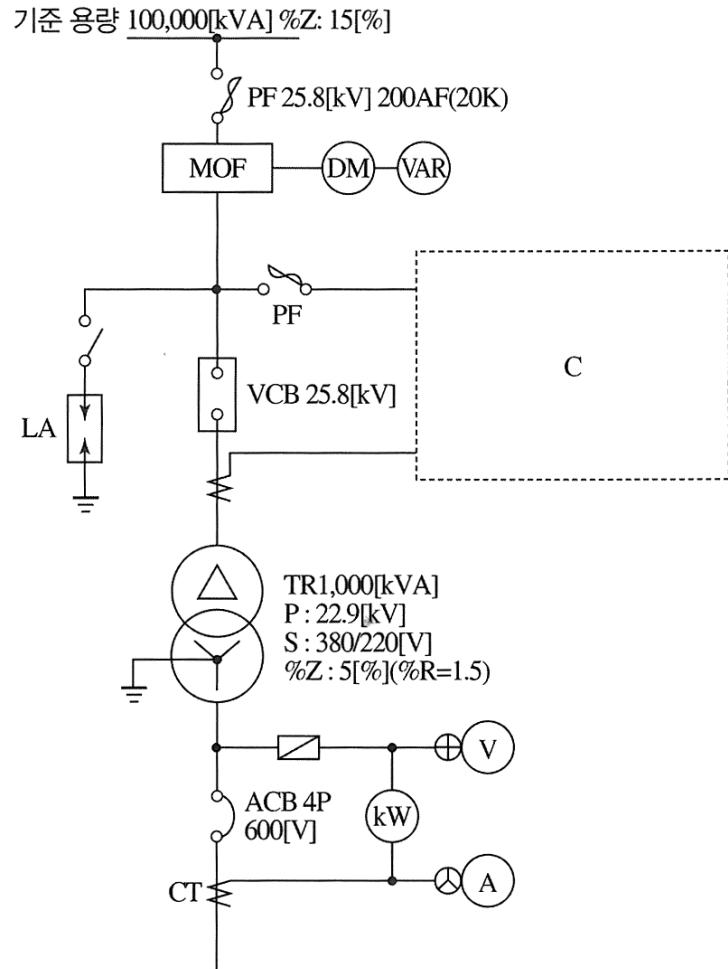 기준 용량 100,000[kVA] %Z: 15[%]
PF 25.8[kV] 200AF(20K)
MOF
DM
VAR
PF
C
VCB 25.8[kV]
LA
TR1,000[kVA]
P : 22.9[kV]
S : 380/220[V]
%Z : 5[%](%R=1.5)
V
ACB 4P
600[V]
kW
CT
A